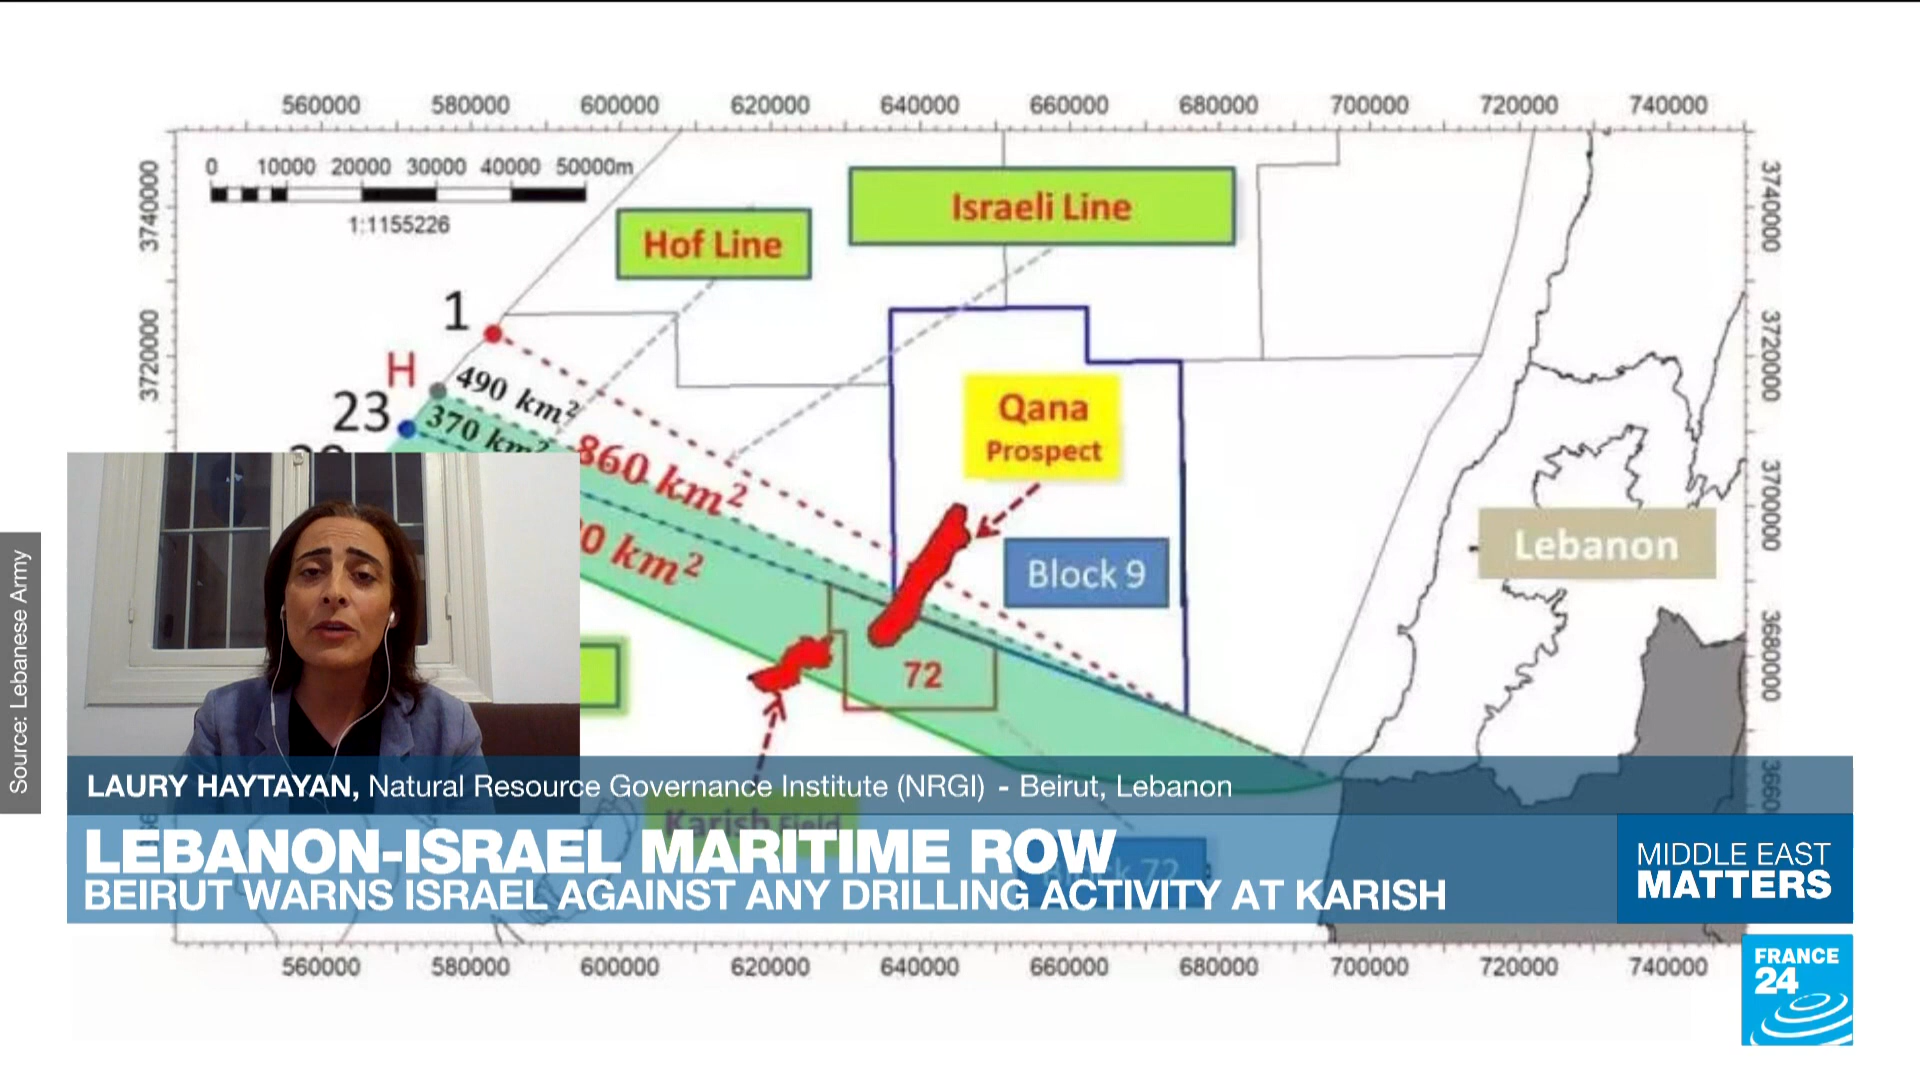 560000 580000 600000 620000 640000 660000 680000 700000 720000 740000
0 10000 20000 30000 40000 50000m
1:1155226
3740000
3720000
3740000
3720000
3700000
3680000
Israeli Line
Hof Line
1
H
23
490 km²
370 km²
860 km²
0 km²
Qana
Prospect
Block 9
Lebanon
72
Source: Lebanese Army
Karish Field
Block 72
LAURY HAYTAYAN, Natural Resource Governance Institute (NRGI) - Beirut, Lebanon
LEBANON-ISRAEL MARITIME ROW
BEIRUT WARNS ISRAEL AGAINST ANY DRILLING ACTIVITY AT KARISH
MIDDLE EAST
MATTERS
560000 580000 600000 620000 640000 660000 680000 700000 720000 740000
FRANCE
24